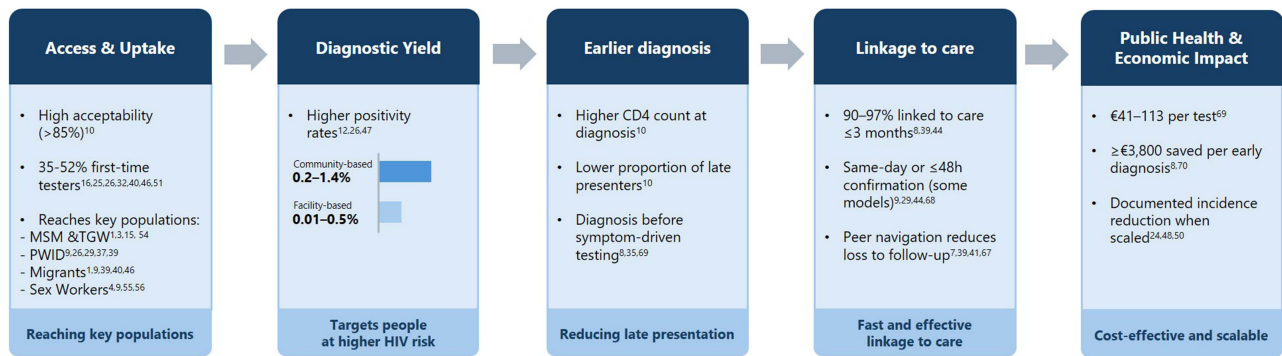 Access & Uptake
• High acceptability
(>85%)10
• 35-52% first-time
testers16,25,26,32,40,46,51
• Reaches key populations:
- MSM &TGW1,3,15, 54
- PWID9,26,29,37,39
- Migrants1,9,39,40,46
- Sex Workers4,9,55,56
Reaching key populations
Diagnostic Yield
• Higher positivity
rates12,26,47
Community-based
0.2–1.4%
Facility-based
0.01–0.5%
Targets people
at higher HIV risk
Earlier diagnosis
• Higher CD4 count at
diagnosis10
• Lower proportion of late
presenters10
• Diagnosis before
symptom-driven
testing8,35,69
Reducing late presentation
Linkage to care
• 90–97% linked to care
≤3 months8,39,44
• Same-day or ≤48h
confirmation (some
models)9,29,44,68
• Peer navigation reduces
loss to follow-up7,39,41,67
Fast and effective
linkage to care
Public Health &
Economic Impact
• €41–113 per test69
• ≥€3,800 saved per early
diagnosis8,70
• Documented incidence
reduction when
scaled24,48,50
Cost-effective and scalable